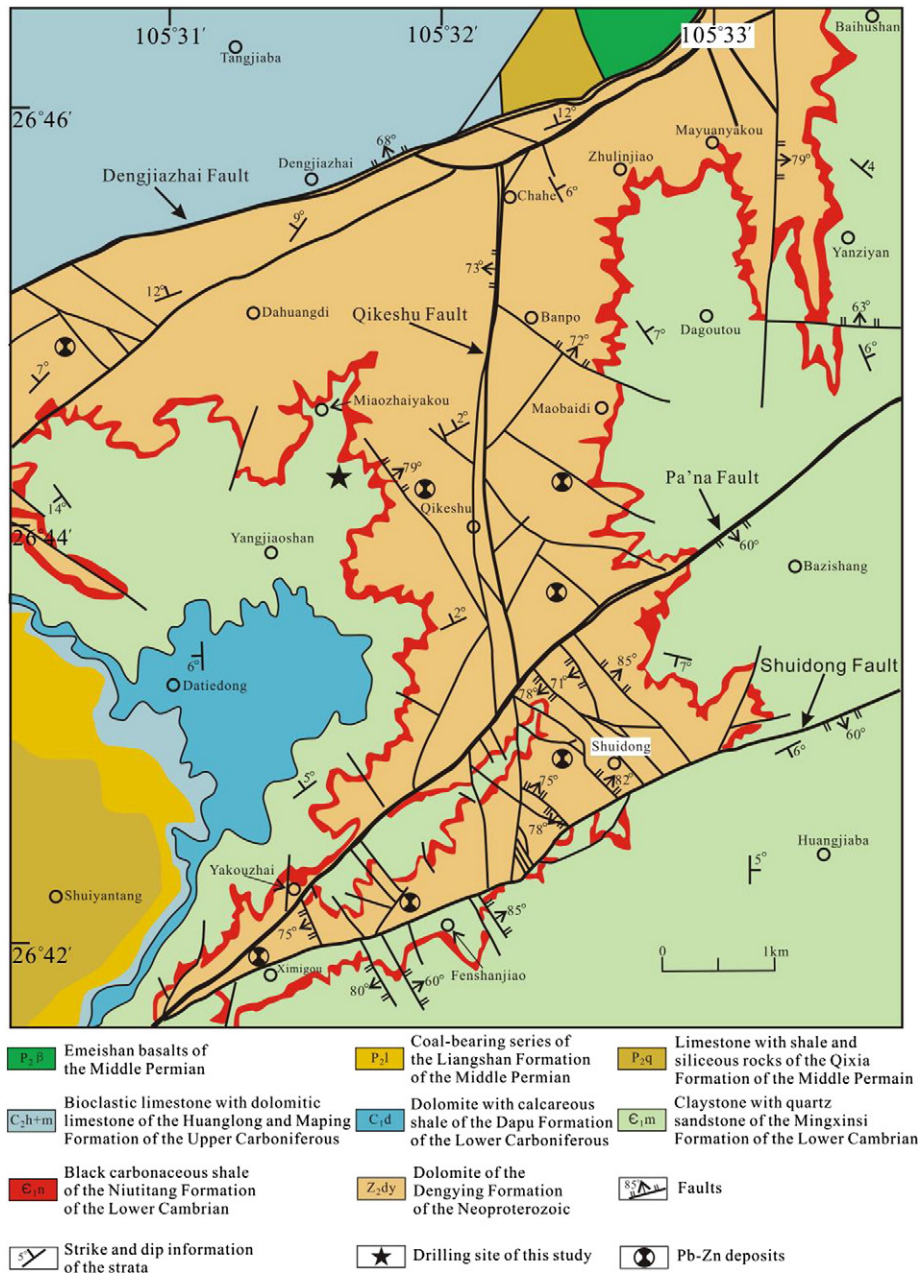 105°31′ 105°32′ 105°33′
Baihushan
Tangjiaba
26°46′
12°
68°
Mayuanyakou
Dengjiazhai
Zhulinjiao
79°
4
Dengjiazhai Fault
Chahe
6°
9°
Yanziyan
73°
12°
Dahuangdi
Qikeshu Fault
Banpo
Dagoutou
63°
7°
72°
6°
7°
Miaozhaiyakou
Maobaidi
2°
79°
Pa'na Fault
14°
Qikeshu
26°44′
Yangjiaoshan
60°
Bazishang
2°
6°
85°
7°
Datiedong
71°
78°
Shuidong Fault
Shuidong
6°
60°
5°
75°
82°
78°
Huangjiaba
Yakouzhai
5°
Shuiyantang
85°
75°
26°42′
0 1km
Ximigou
60°
Fenshanjiao
80°
P₂β Emeishan basalts of
the Middle Permian
P₂l Coal-bearing series of
the Liangshan Formation
of the Middle Permian
P₂q Limestone with shale and
siliceous rocks of the Qixia
Formation of the Middle Permain
C₂h+m Bioclastic limestone with dolomitic
limestone of the Huanglong and Maping
Formation of the Upper Carboniferous
C₁d Dolomite with calcareous
shale of the Dapu Formation
of the Lower Carboniferous
Є₁m Claystone with quartz
sandstone of the Mingxinsi
Formation of the Lower Cambrian
Є₁n Black carbonaceous shale
of the Niutitang Formation
of the Lower Cambrian
Z₂dy Dolomite of the
Dengying Formation
of the Neoproterozoic
85° Faults
5° Strike and dip information
of the strata
Drilling site of this study
Pb-Zn deposits